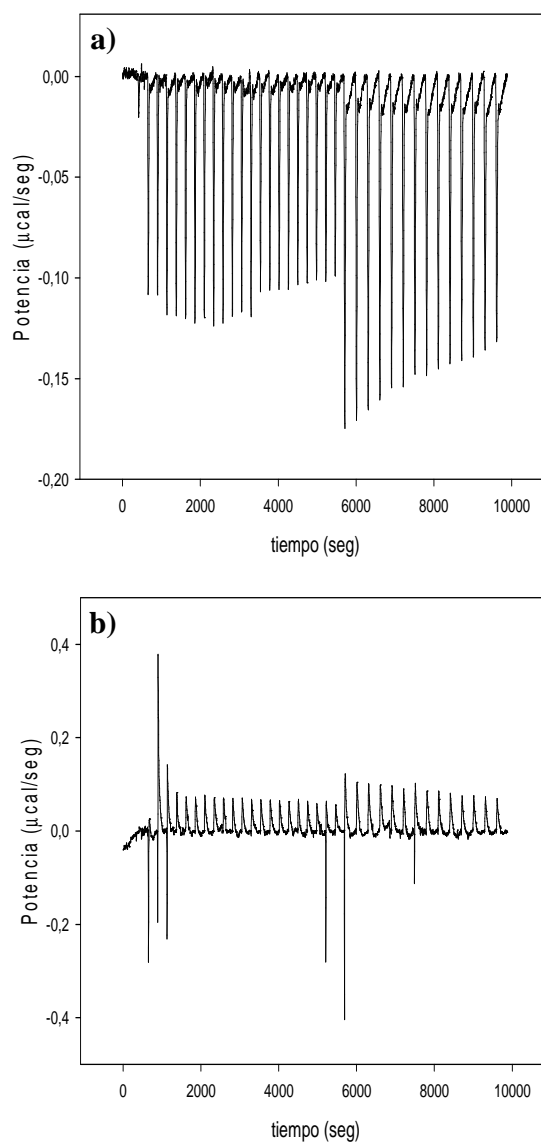 a)
0,00
-0,05
-0,10
-0,15
-0,20
Potencia (μcal/seg)
0 2000 4000 6000 8000 10000
tiempo (seg)
b)
0,4
0,2
0,0
-0,2
-0,4
Potencia (μcal/seg)
0 2000 4000 6000 8000 10000
tiempo (seg)